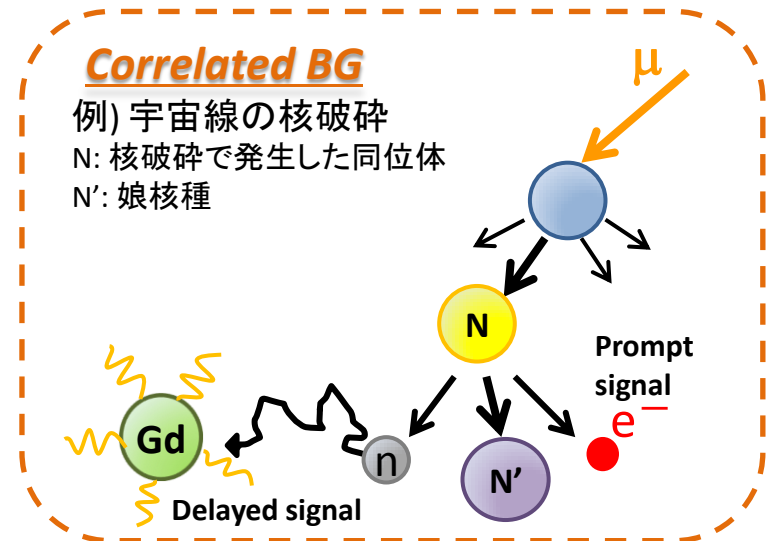 Correlated BG
例) 宇宙線の核破砕
N: 核破砕で発生した同位体
N’: 娘核種
μ
N
Prompt
signal
e⁻
Gd
n
N'
Delayed signal